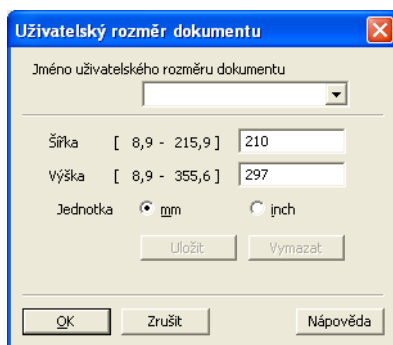 Uživatelský rozměr dokumentu
Jméno uživatelského rozměru dokumentu
Šířka [ 8,9 - 215,9 ] 210
Výška [ 8,9 - 355,6 ] 297
Jednotka mm inch
Uložit Vymazat
OK Zrušit Nápověda